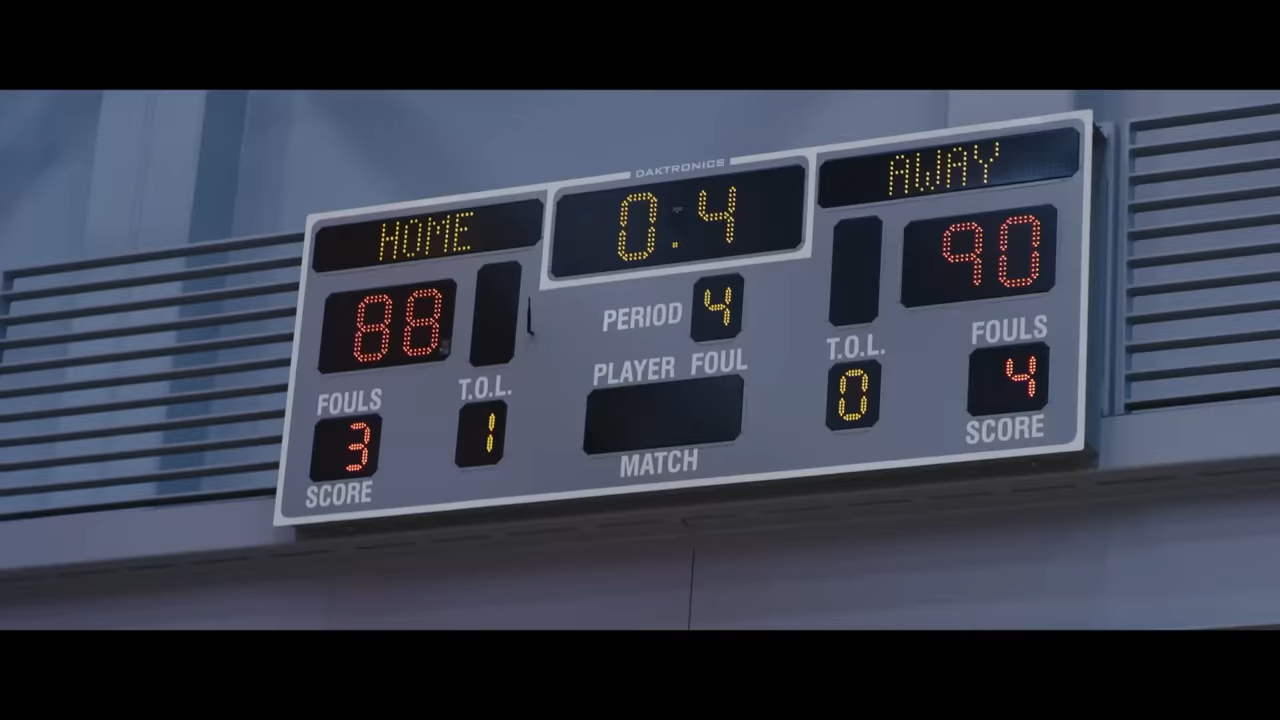 DAKTRONICS
HOME 0.4 AWAY
88 90
PERIOD 4
FOULS T.O.L. PLAYER FOUL T.O.L. FOULS
3 1 0 4
SCORE MATCH SCORE